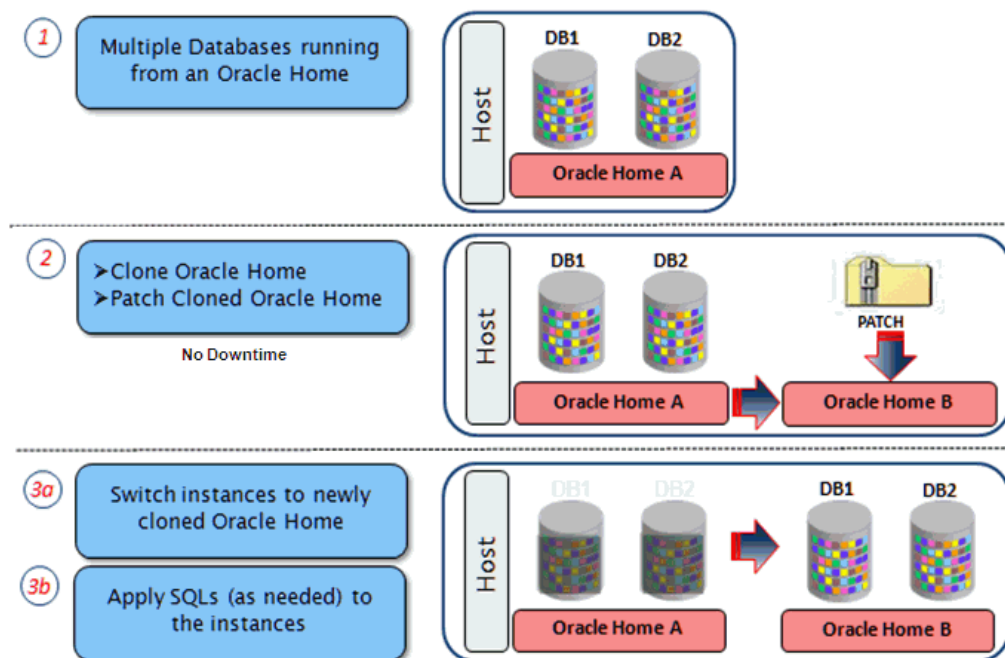 1
Multiple Databases running
from an Oracle Home
Host
DB1
DB2
Oracle Home A
2
➤Clone Oracle Home
➤Patch Cloned Oracle Home
No Downtime
Host
DB1
DB2
PATCH
Oracle Home A
Oracle Home B
3a
Switch instances to newly
cloned Oracle Home
3b
Apply SQLs (as needed) to
the instances
Host
DB1
DB2
DB1
DB2
Oracle Home A
Oracle Home B